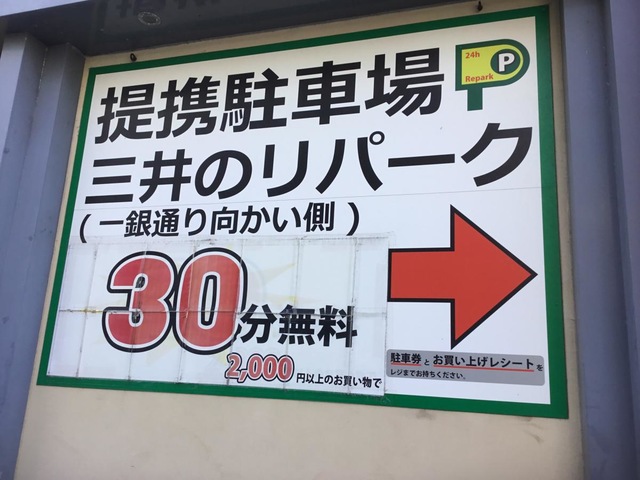 提携駐車場
24h
P
Repark
三井のリパーク
(一銀通り向かい側)
30分無料
2,000円以上のお買い物で
駐車券とお買い上げレシートを
レジまでお持ちください。